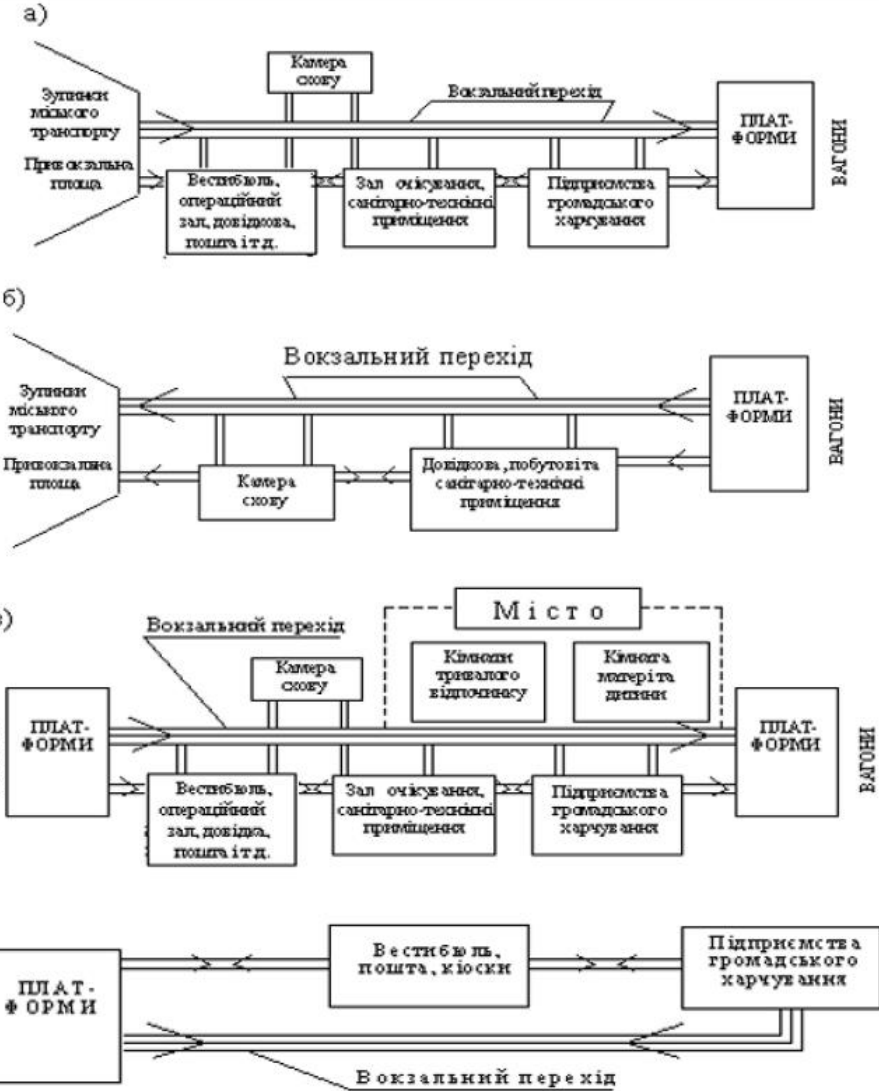 а)
Камера
схову
Зупинки
міського
транспорту
Вокзальний перехід
ПЛАТ-
ФОРМИ
ВАГОНИ
Привокзальна
площа
Вестибюль,
операційний
зал, довідкова,
пошта і т.д.
Зал очікування,
санітарно-технічні
приміщення
Підприємства
громадського
харчування
б)
Вокзальний перехід
Зупинки
міського
транспорту
ПЛАТ-
ФОРМИ
ВАГОНИ
Привокзальна
площа
Камера
схову
Довідкова, побутові та
санітарно-технічні
приміщення
в)
Місто
Вокзальний перехід
Камера
схову
Кімнати
тривалого
відпочинку
Кімната
матері та
дитини
ПЛАТ-
ФОРМИ
ПЛАТ-
ФОРМИ
ВАГОНИ
Вестибюль,
операційний
зал, довідка,
пошта і т.д.
Зал очікування,
санітарно-технічні
приміщення
Підприємства
громадського
харчування
Вестибюль,
пошта, кіоски
Підприємства
громадського
харчування
ПЛАТ-
ФОРМИ
Вокзальний перехід